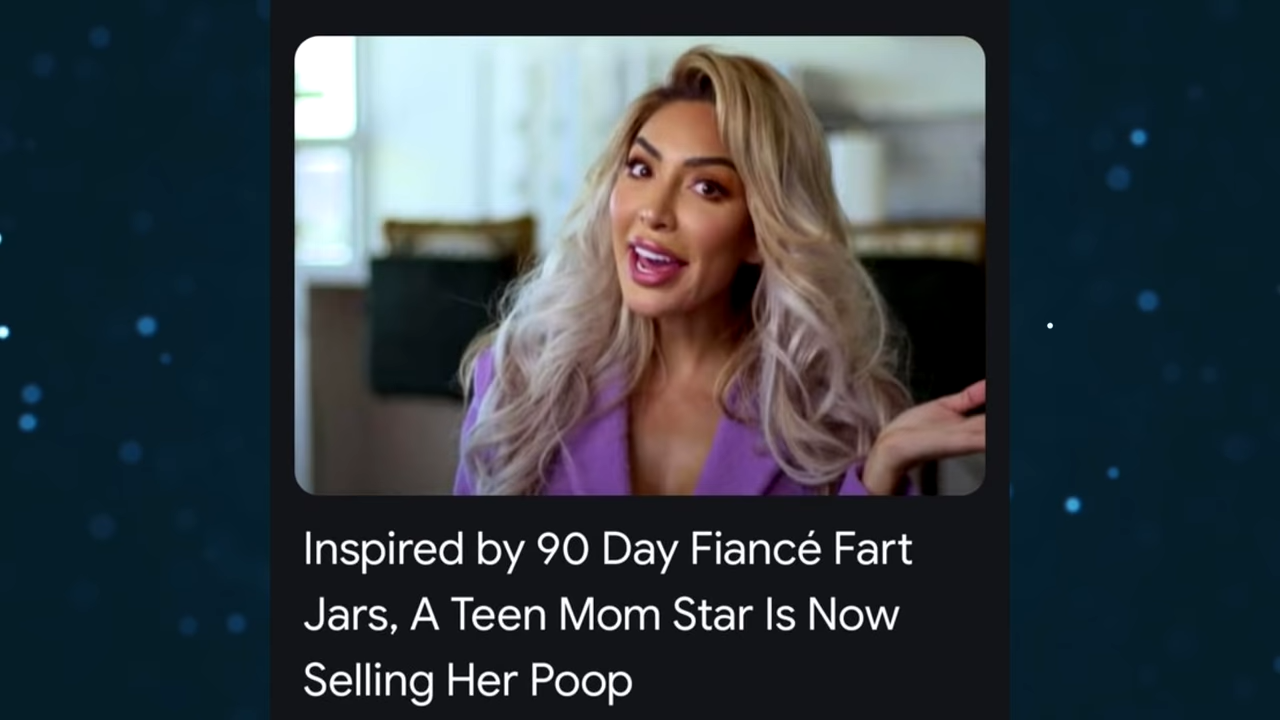 Inspired by 90 Day Fiancé Fart
Jars, A Teen Mom Star Is Now
Selling Her Poop